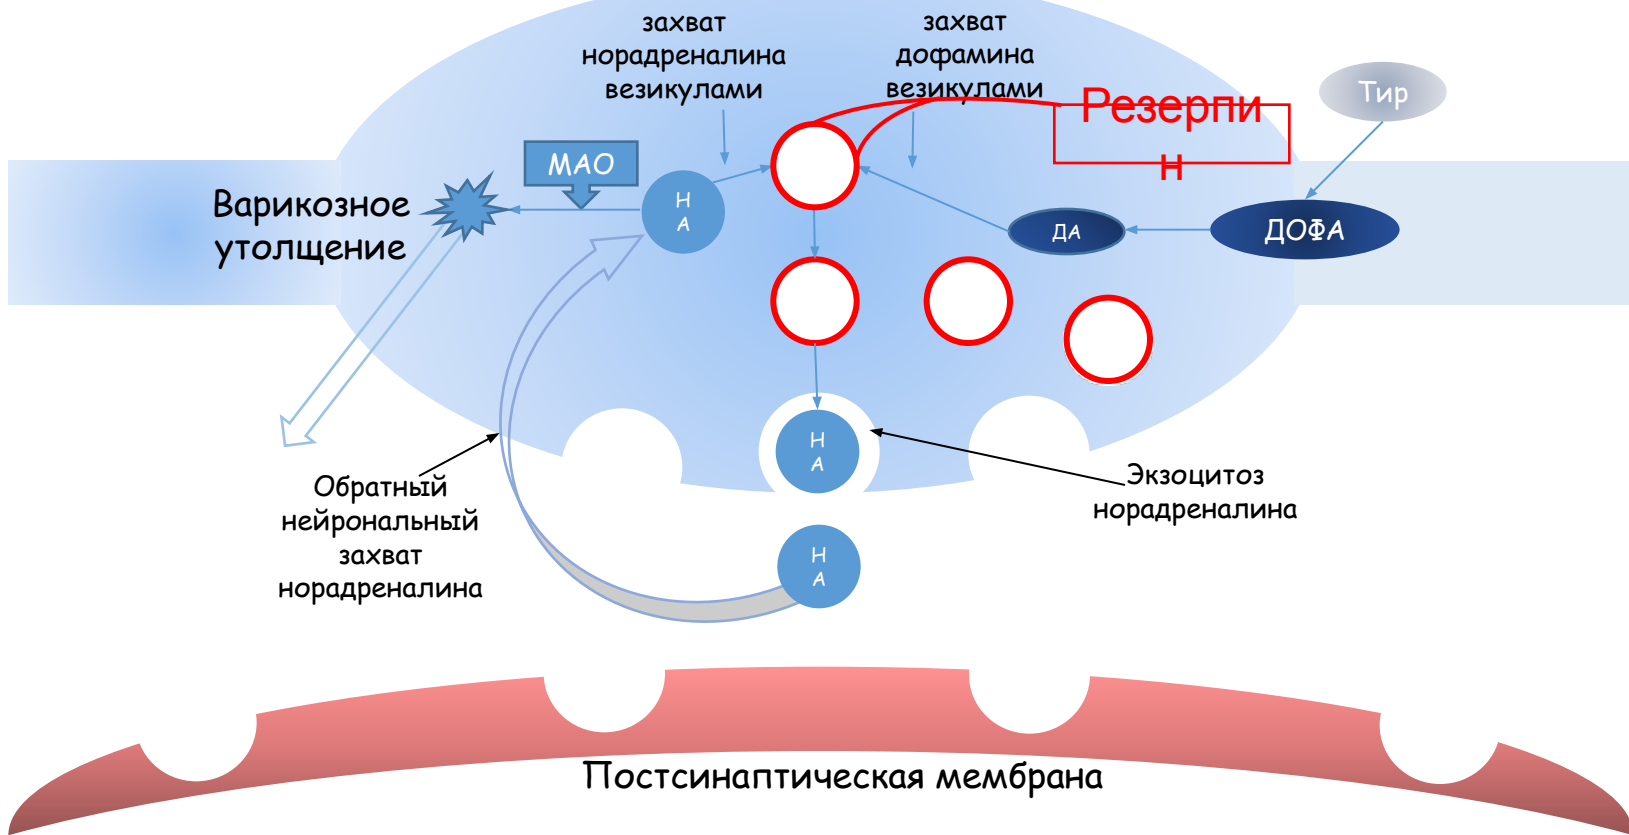 захват
норадреналина
везикулами
захват
дофамина
везикулами
Резерпи
н
Тир
МАО
Н
А
Варикозное
утолщение
ДА
ДОФА
Н
А
Экзоцитоз
норадреналина
Обратный
нейрональный
захват
норадреналина
Н
А
Постсинаптическая мембрана